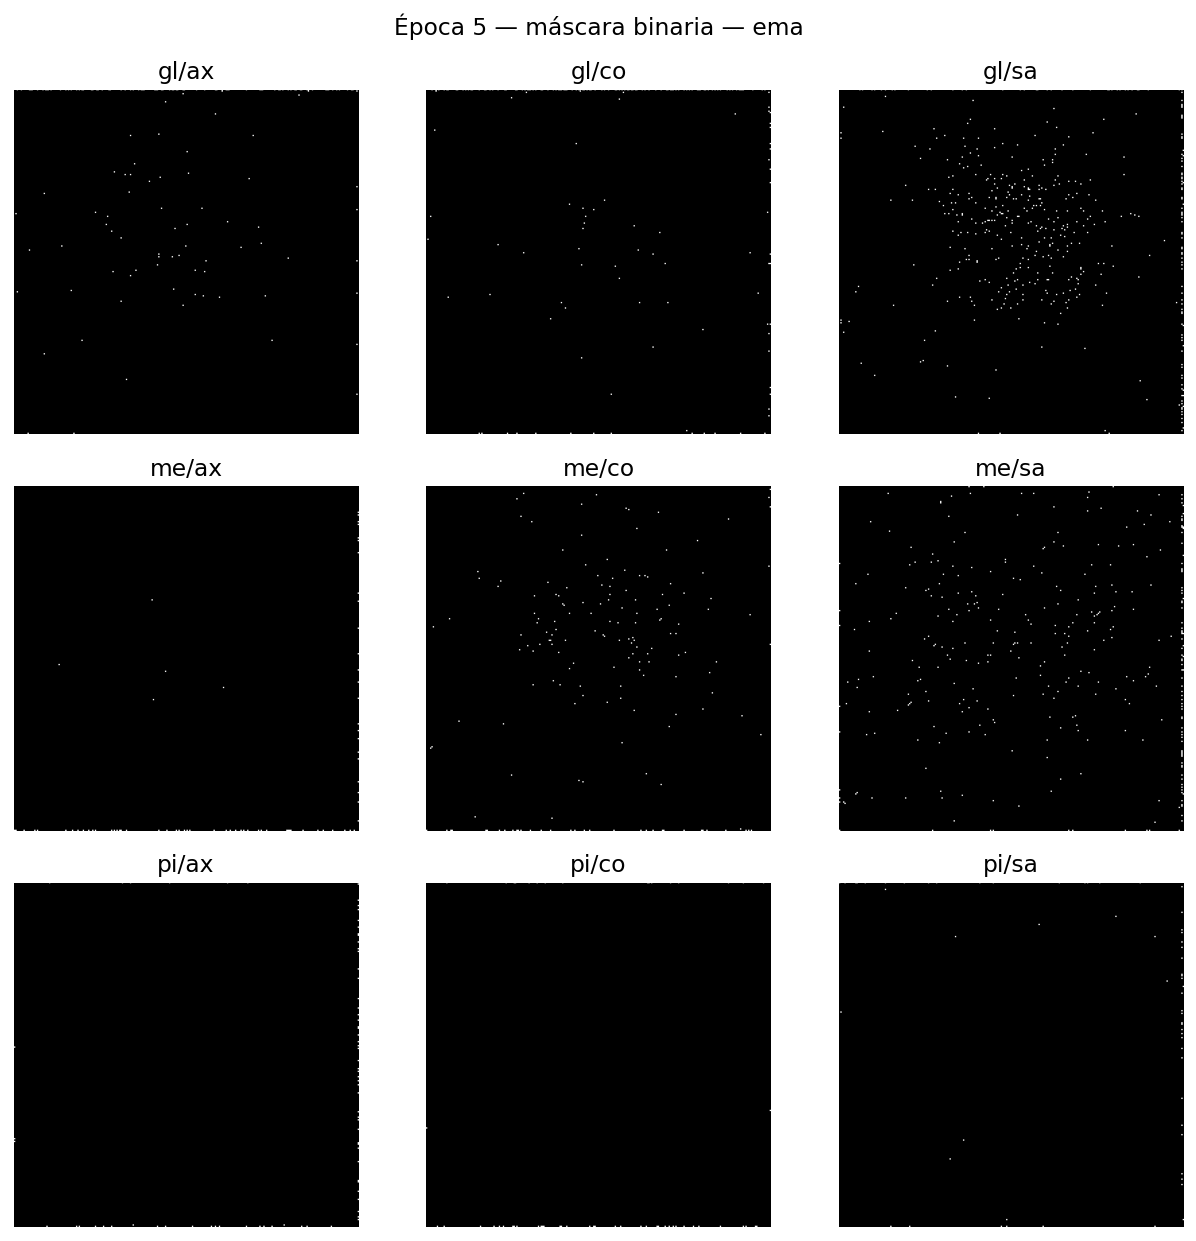 Época 5 — máscara binaria — ema
gl/ax gl/co gl/sa
me/ax me/co me/sa
pi/ax pi/co pi/sa